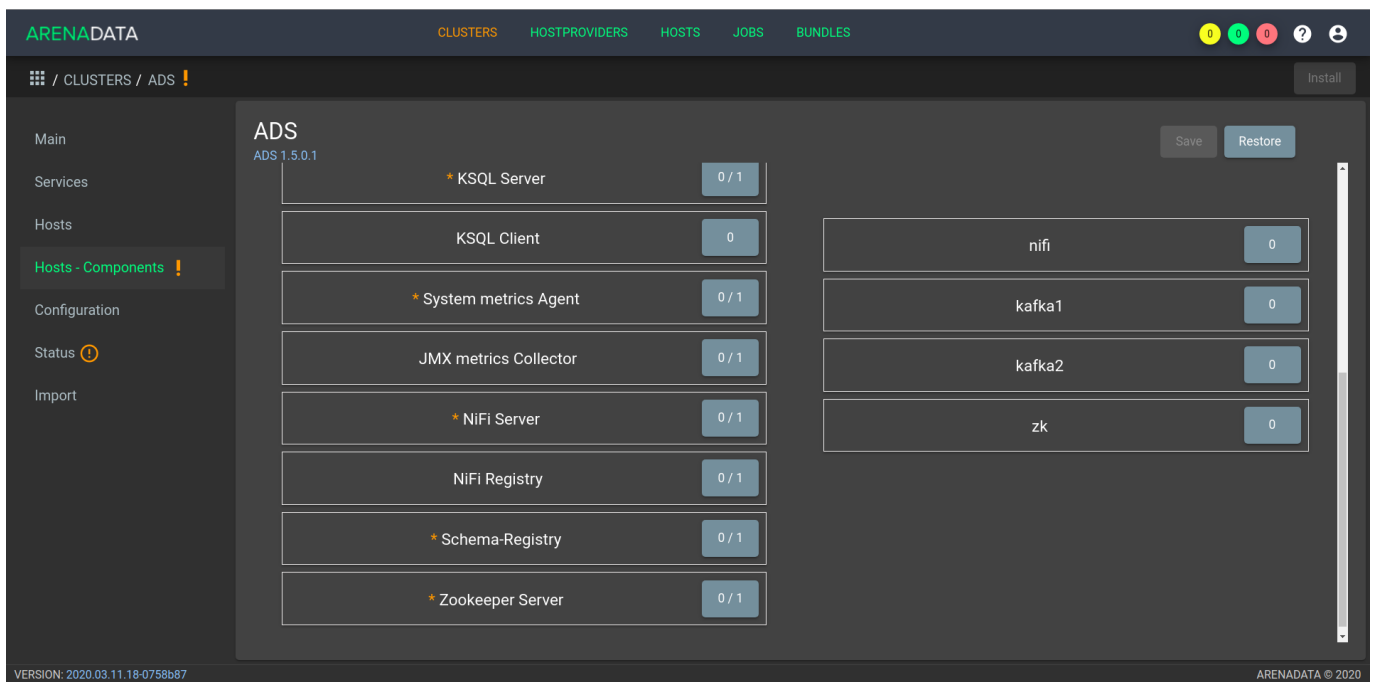 ARENADATA
CLUSTERS HOSTPROVIDERS HOSTS JOBS BUNDLES
0 0 0 ?
/ CLUSTERS / ADS !
Install
Main
Services
Hosts
Hosts - Components !
Configuration
Status !
Import
ADS
ADS 1.5.0.1
Save Restore
* KSQL Server 0 / 1
KSQL Client 0
* System metrics Agent 0 / 1
JMX metrics Collector 0 / 1
* NiFi Server 0 / 1
NiFi Registry 0 / 1
* Schema-Registry 0 / 1
* Zookeeper Server 0 / 1
nifi 0
kafka1 0
kafka2 0
zk 0
VERSION: 2020.03.11.18-0758b87
ARENADATA © 2020